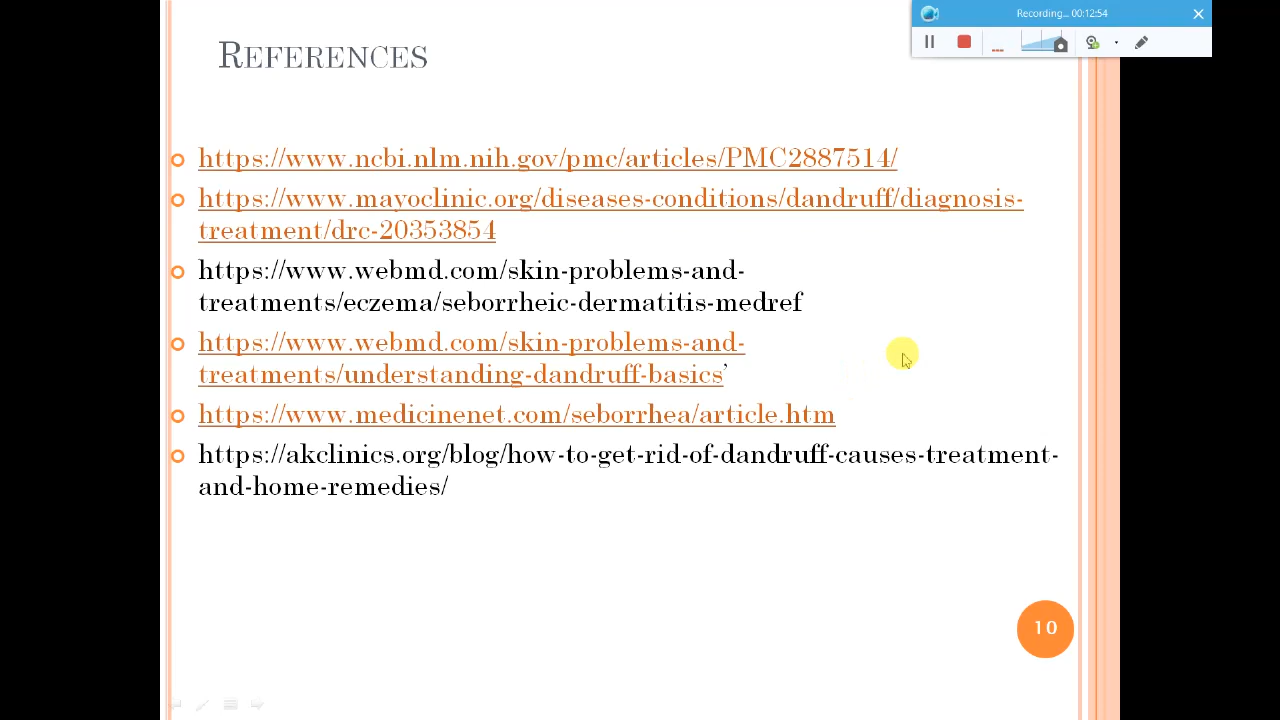 Recording... 00:12:54
References
https://www.ncbi.nlm.nih.gov/pmc/articles/PMC2887514/
https://www.mayoclinic.org/diseases-conditions/dandruff/diagnosis-
treatment/drc-20353854
https://www.webmd.com/skin-problems-and-
treatments/eczema/seborrheic-dermatitis-medref
https://www.webmd.com/skin-problems-and-
treatments/understanding-dandruff-basics’
https://www.medicinenet.com/seborrhea/article.htm
https://akclinics.org/blog/how-to-get-rid-of-dandruff-causes-treatment-
and-home-remedies/
10